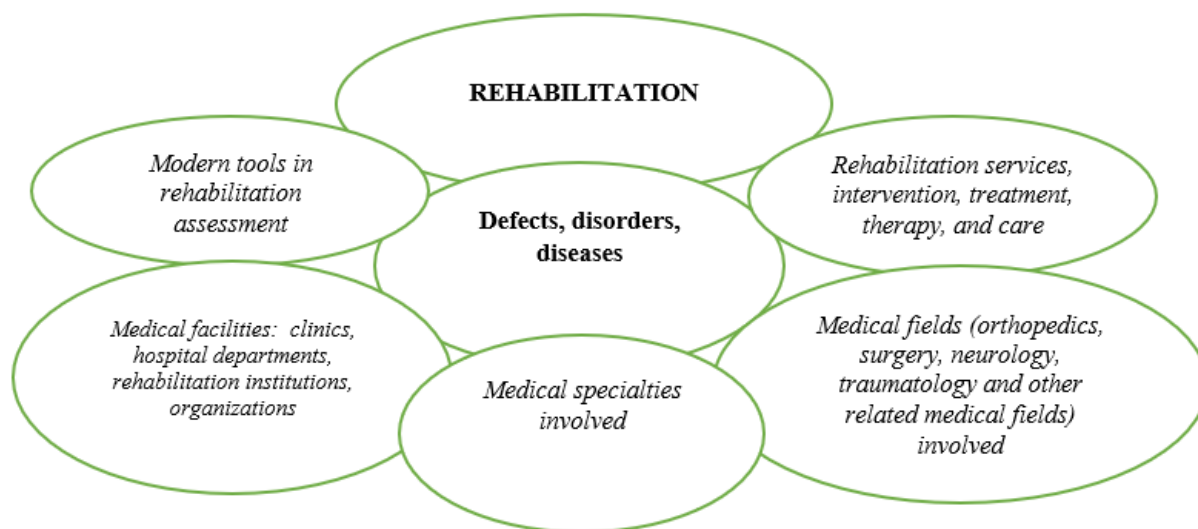 REHABILITATION
Modern tools in
rehabilitation
assessment
Rehabilitation services,
intervention, treatment,
therapy, and care
Defects, disorders,
diseases
Medical facilities:  clinics,
hospital departments,
rehabilitation institutions,
organizations
Medical specialties
involved
Medical fields (orthopedics,
surgery, neurology,
traumatology and other
related medical fields)
involved